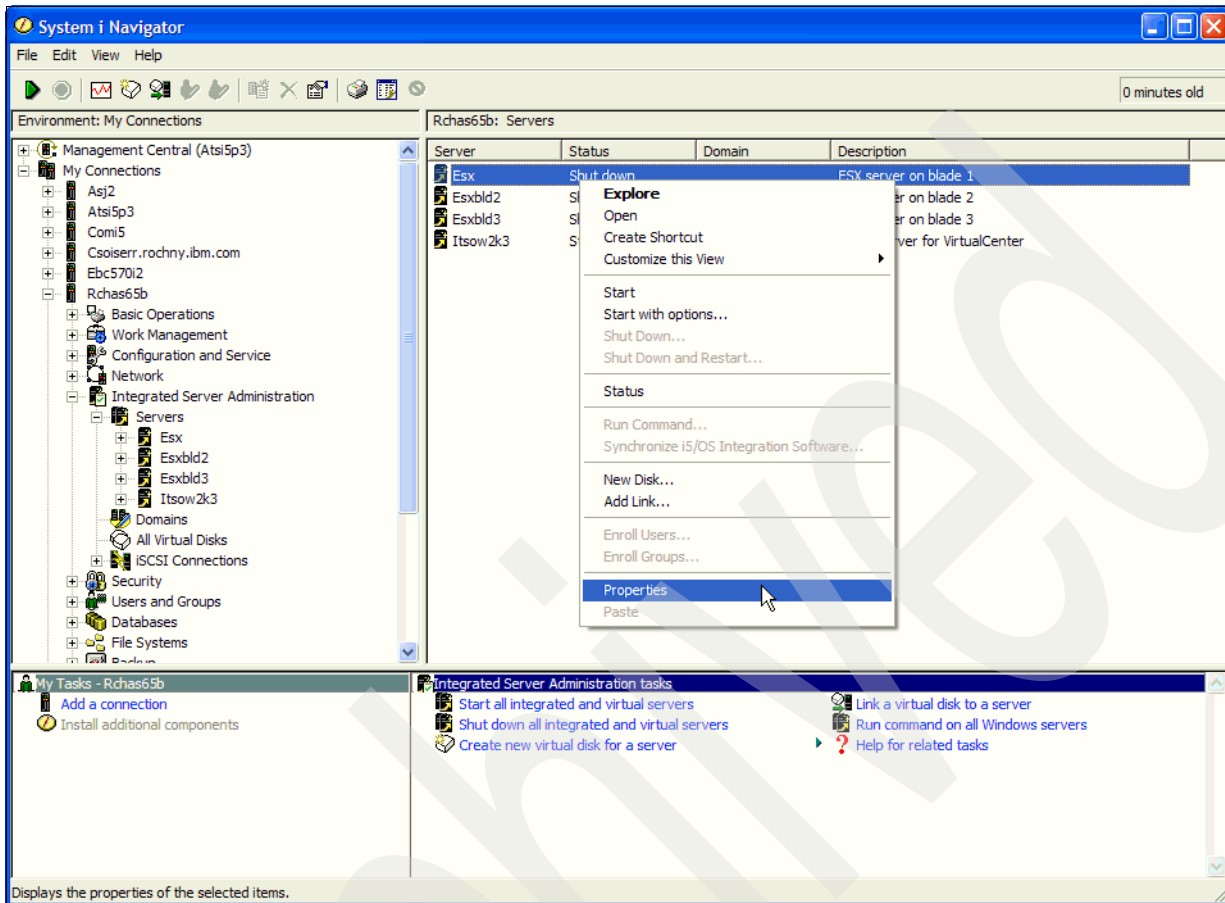 System i Navigator
File Edit View Help
0 minutes old
Environment: My Connections
Rchas65b: Servers
Management Central (Atsi5p3)
My Connections
Asj2
Atsi5p3
Comi5
Csoiserr.rochny.ibm.com
Ebc570i2
Rchas65b
Basic Operations
Work Management
Configuration and Service
Network
Integrated Server Administration
Servers
Esx
Esxbld2
Esxbld3
Itsow2k3
Domains
All Virtual Disks
iSCSI Connections
Security
Users and Groups
Databases
File Systems
Backup
Server Status Domain Description
Esx Shut down ESX server on blade 1
Esxbld2 er on blade 2
Esxbld3 er on blade 3
Itsow2k3 ver for VirtualCenter
Explore
Open
Create Shortcut
Customize this View
Start
Start with options...
Shut Down...
Shut Down and Restart...
Status
Run Command...
Synchronize i5/OS Integration Software...
New Disk...
Add Link...
Enroll Users...
Enroll Groups...
Properties
Paste
My Tasks - Rchas65b
Add a connection
Install additional components
Integrated Server Administration tasks
Start all integrated and virtual servers
Shut down all integrated and virtual servers
Create new virtual disk for a server
Link a virtual disk to a server
Run command on all Windows servers
Help for related tasks
Displays the properties of the selected items.